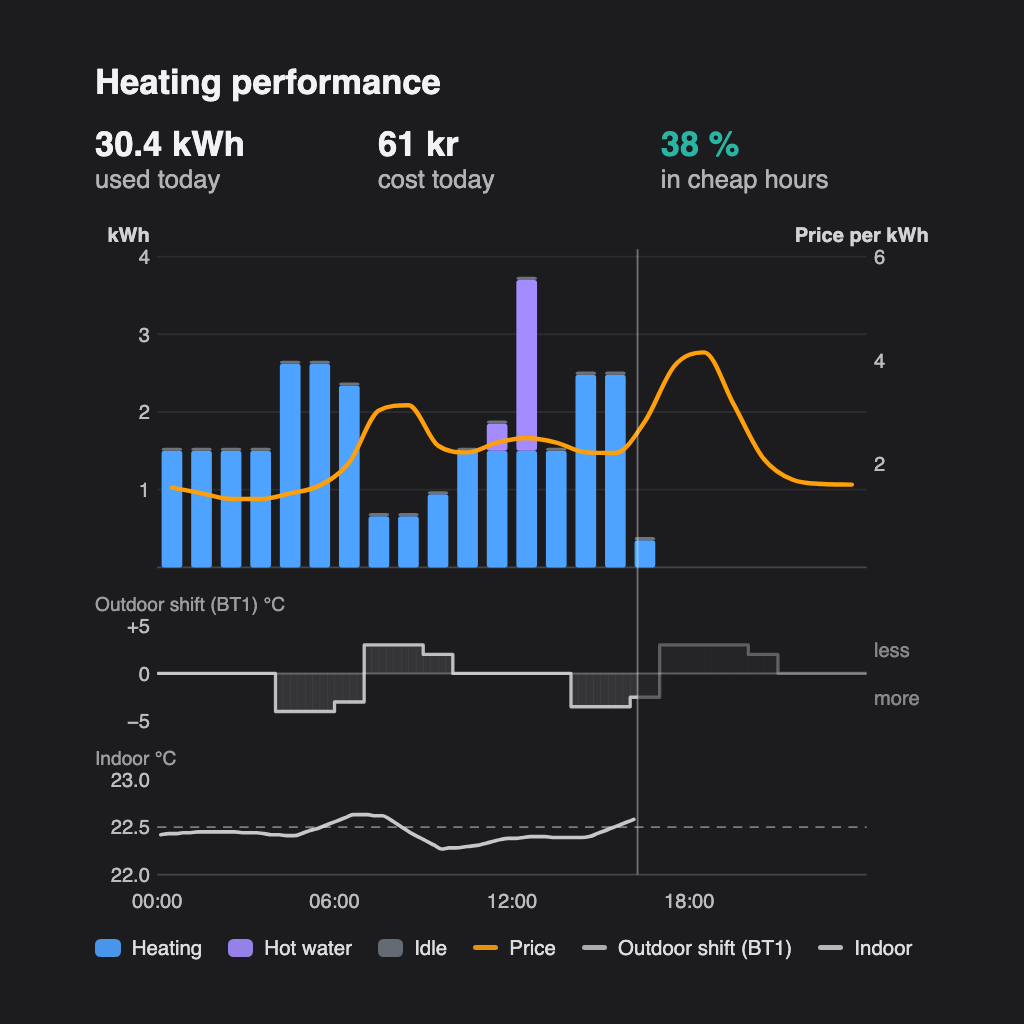 Heating performance
30.4 kWh 61 kr 38 %
used today cost today in cheap hours
kWh Price per kWh
4 6
3 4
2 2
1
Outdoor shift (BT1) °C
+5
less
0
more
−5
Indoor °C
23.0
22.5
22.0
00:00 06:00 12:00 18:00
Heating Hot water Idle Price Outdoor shift (BT1) Indoor